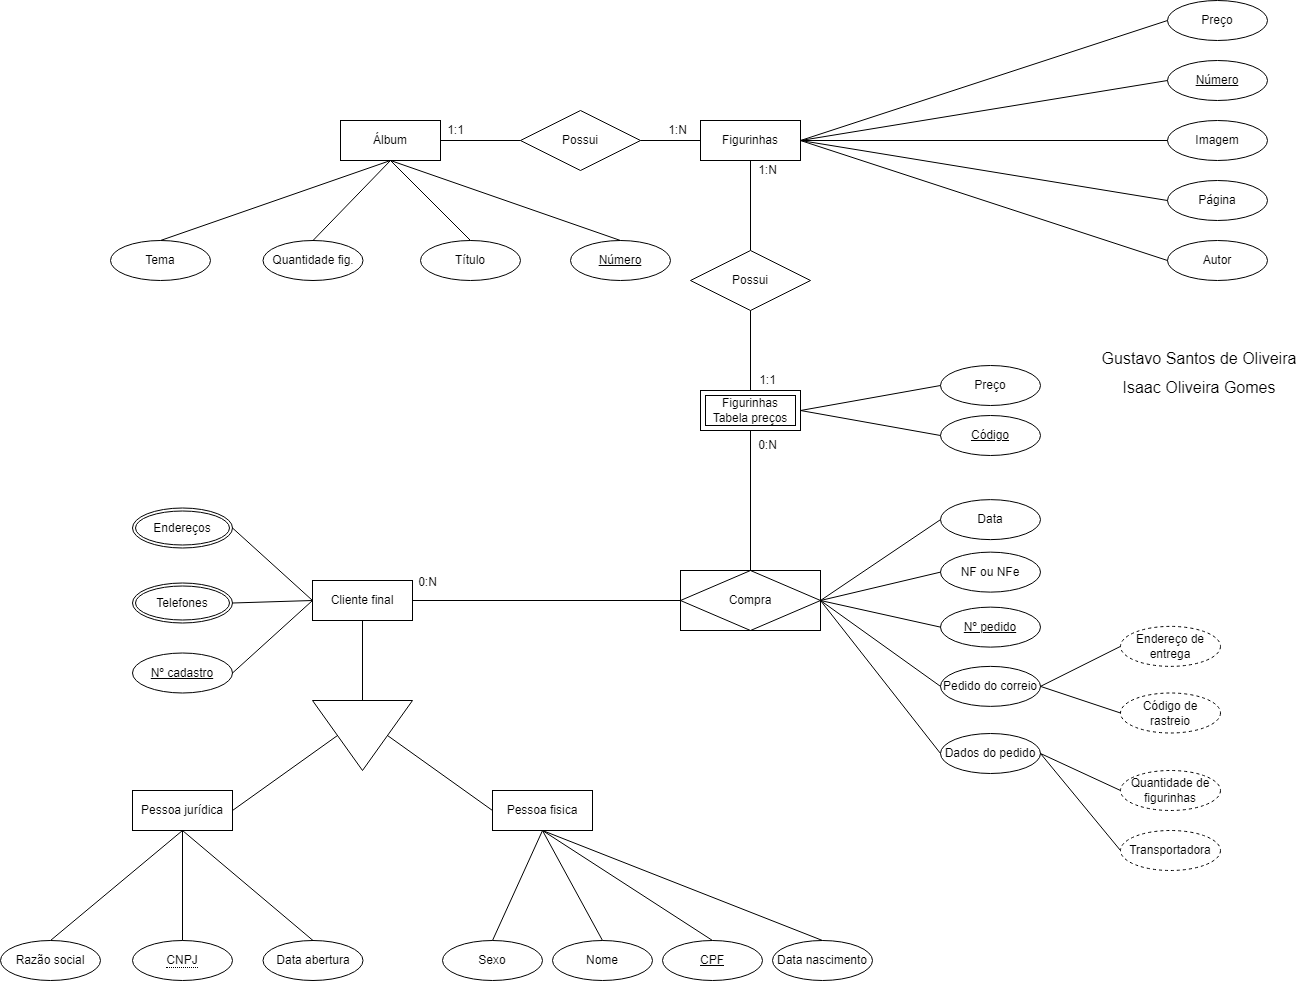 Preço
Número
1:1
1:N
Álbum
Possui
Figurinhas
Imagem
1:N
Página
Tema
Quantidade fig.
Título
Número
Autor
Possui
Gustavo Santos de Oliveira
Isaac Oliveira Gomes
1:1
Preço
Figurinhas
Tabela preços
Código
0:N
Data
Endereços
NF ou NFe
0:N
Telefones
Cliente final
Compra
Nº pedido
Endereço de
entrega
Nº cadastro
Pedido do correio
Código de
rastreio
Dados do pedido
Quantidade de
figurinhas
Pessoa jurídica
Pessoa fisica
Transportadora
Razão social
CNPJ
Data abertura
Sexo
Nome
CPF
Data nascimento